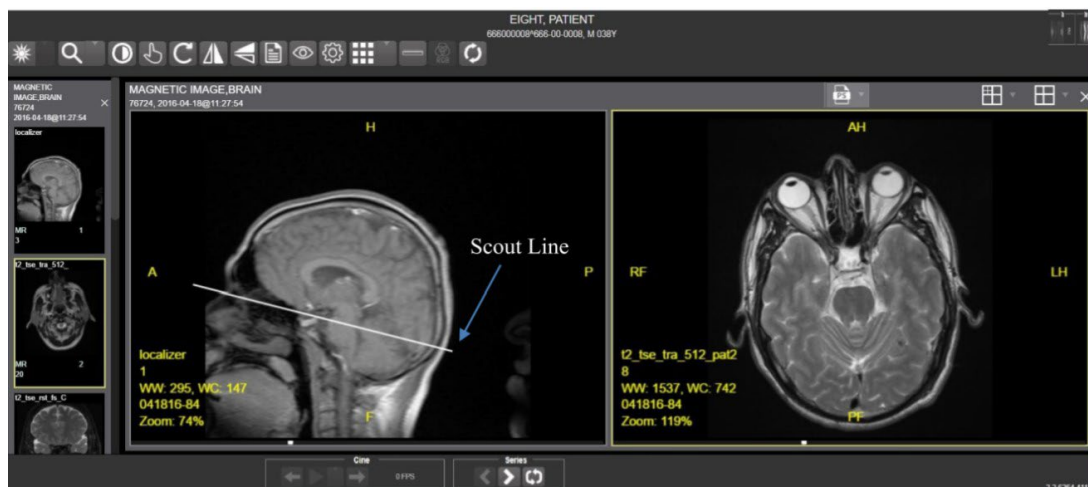 EIGHT, PATIENT
666000008^666-00-0008, M 038Y
MAGNETIC
IMAGE,BRAIN
76724
2016-04-18@11:27:54
localizer
MR 1
3
t2_tse_tra_512_
MR 2
20
t2_tse_rst_fs_C
MAGNETIC IMAGE,BRAIN
76724, 2016-04-18@11:27:54
PS
H
A
P
F
Scout Line
localizer
1
WW: 295, WC: 147
041816-84
Zoom: 74%
AH
RF
LH
PF
t2_tse_tra_512_pat2
8
WW: 1537, WC: 742
041816-84
Zoom: 119%
Cine
0 FPS
Series